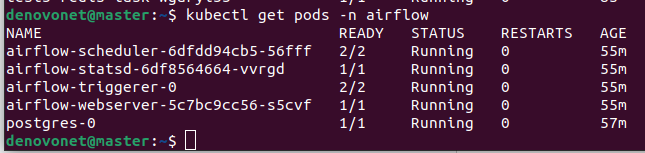 denovonet@master:~$ kubectl get pods -n airflow
NAME READY STATUS RESTARTS AGE
airflow-scheduler-6dfdd94cb5-56fff 2/2 Running 0 55m
airflow-statsd-6df8564664-vvrgd 1/1 Running 0 55m
airflow-triggerer-0 2/2 Running 0 55m
airflow-webserver-5c7bc9cc56-s5cvf 1/1 Running 0 55m
postgres-0 1/1 Running 0 57m
denovonet@master:~$